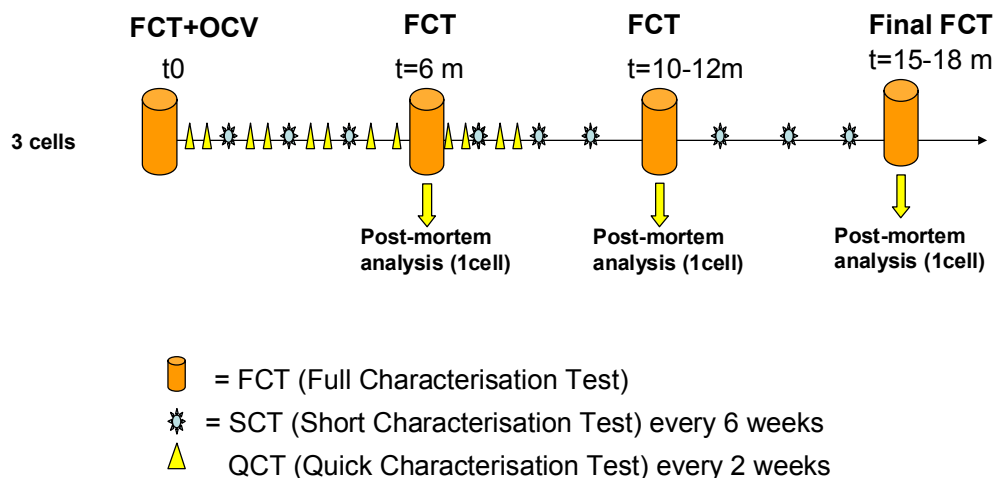 FCT+OCV
FCT
FCT
Final FCT
t0
t=6 m
t=10-12m
t=15-18 m
3 cells
Post-mortem
analysis (1cell)
Post-mortem
analysis (1cell)
Post-mortem
analysis (1cell)
= FCT (Full Characterisation Test)
= SCT (Short Characterisation Test) every 6 weeks
QCT (Quick Characterisation Test) every 2 weeks